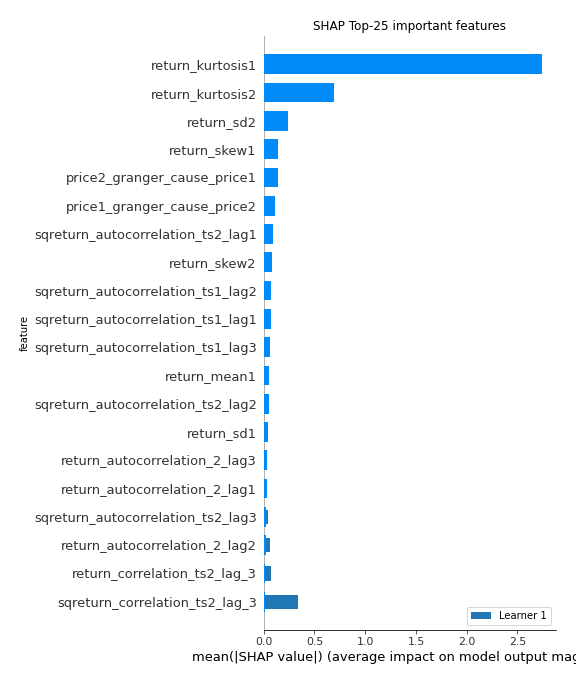 SHAP Top-25 important features
return_kurtosis1
return_kurtosis2
return_sd2
return_skew1
price2_granger_cause_price1
price1_granger_cause_price2
sqreturn_autocorrelation_ts2_lag1
return_skew2
sqreturn_autocorrelation_ts1_lag2
sqreturn_autocorrelation_ts1_lag1
sqreturn_autocorrelation_ts1_lag3
return_mean1
sqreturn_autocorrelation_ts2_lag2
return_sd1
return_autocorrelation_2_lag3
return_autocorrelation_2_lag1
sqreturn_autocorrelation_ts2_lag3
return_autocorrelation_2_lag2
return_correlation_ts2_lag_3
sqreturn_correlation_ts2_lag_3
feature
Learner 1
0.0 0.5 1.0 1.5 2.0 2.5
mean(|SHAP value|) (average impact on model output mag